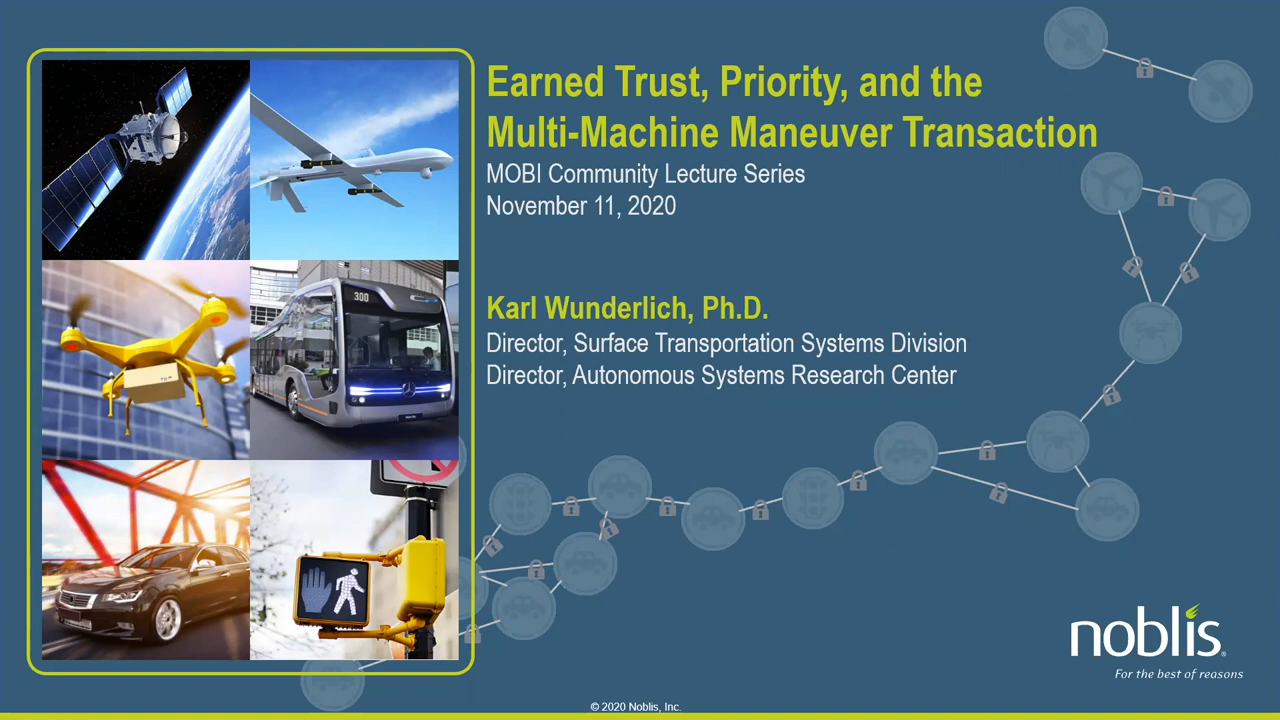 Earned Trust, Priority, and the
Multi-Machine Maneuver Transaction
MOBI Community Lecture Series
November 11, 2020
Karl Wunderlich, Ph.D.
Director, Surface Transportation Systems Division
Director, Autonomous Systems Research Center
300
noblis®
For the best of reasons
© 2020 Noblis, Inc.